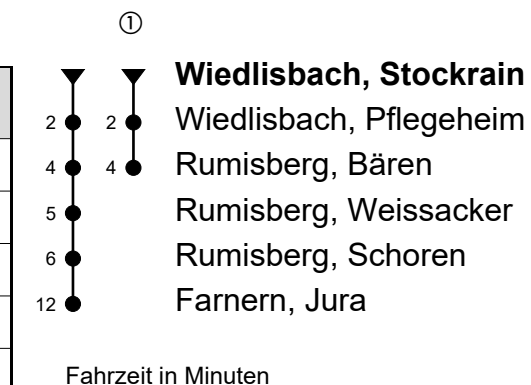 ①
Wiedlisbach, Stockrain
2 2 Wiedlisbach, Pflegeheim
4 4 Rumisberg, Bären
5 Rumisberg, Weissacker
6 Rumisberg, Schoren
12 Farnern, Jura
Fahrzeit in Minuten